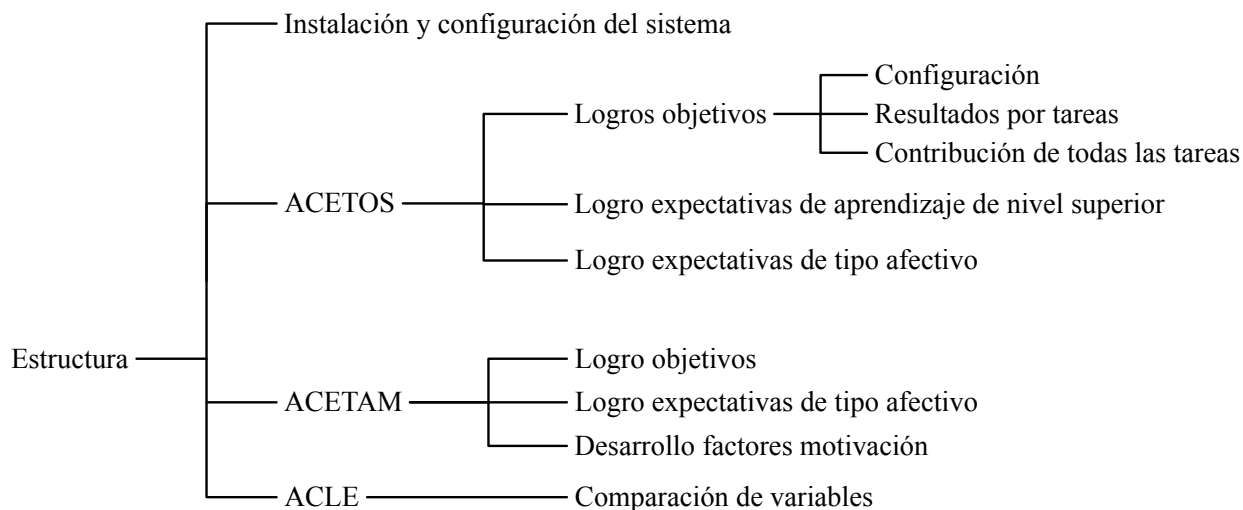 Instalación y configuración del sistema
Configuración
Logros objetivos
Resultados por tareas
Contribución de todas las tareas
ACETOS
Logro expectativas de aprendizaje de nivel superior
Logro expectativas de tipo afectivo
Estructura
Logro objetivos
ACETAM
Logro expectativas de tipo afectivo
Desarrollo factores motivación
ACLE
Comparación de variables